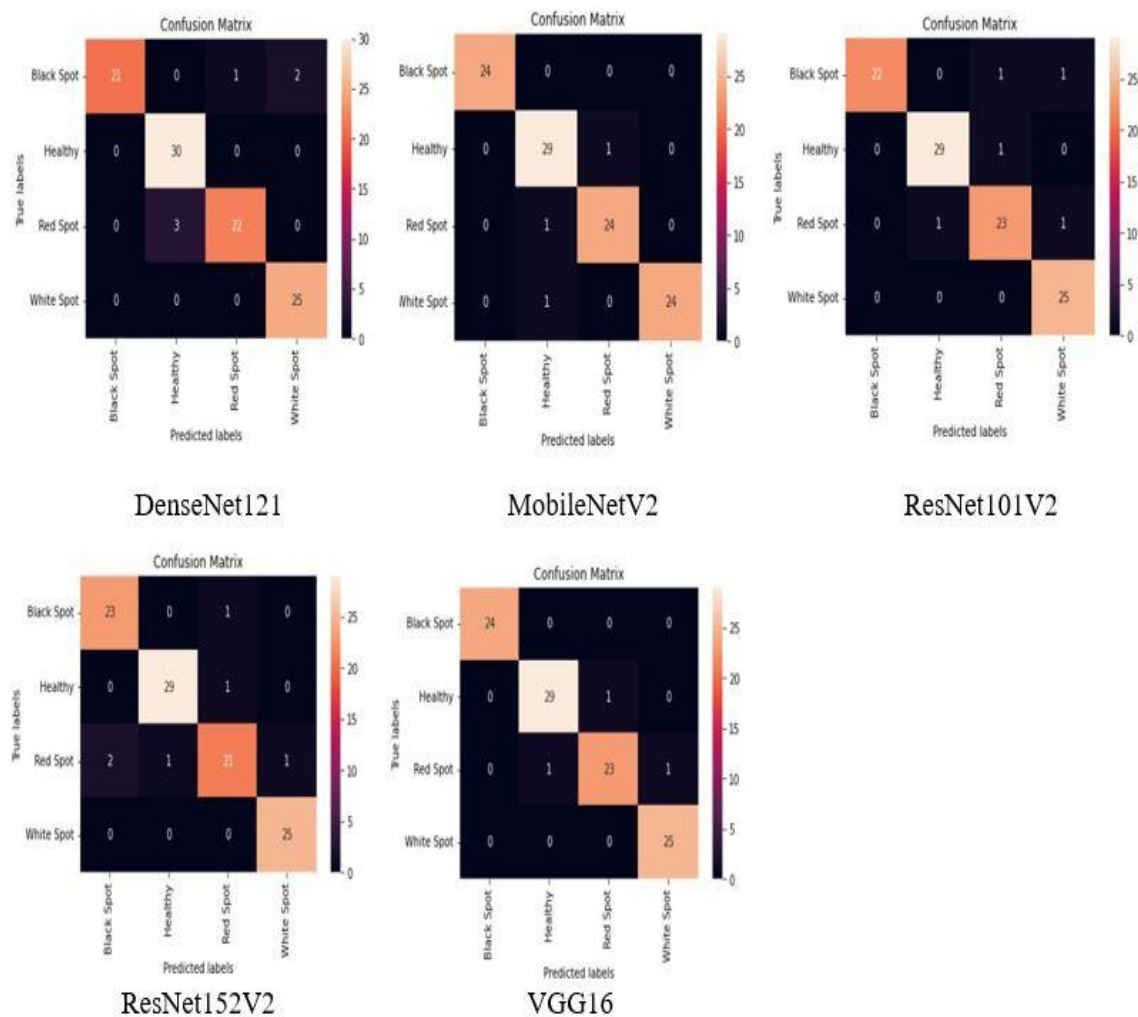 Confusion Matrix
True labels
Black Spot 21 0 1 2
Healthy 0 30 0 0
Red Spot 0 3 22 0
White Spot 0 0 0 25
Black Spot Healthy Red Spot White Spot
Predicted labels
30
25
20
15
10
5
0
DenseNet121
Confusion Matrix
True labels
Black Spot 24 0 0 0
Healthy 0 29 1 0
Red Spot 0 1 24 0
White Spot 0 1 0 24
Black Spot Healthy Red Spot White Spot
Predicted labels
25
20
15
10
5
0
MobileNetV2
Confusion Matrix
True labels
Black Spot 22 0 1 1
Healthy 0 29 1 0
Red Spot 0 1 23 1
White Spot 0 0 0 25
Black Spot Healthy Red Spot White Spot
Predicted labels
25
20
15
10
5
0
ResNet101V2
Confusion Matrix
True labels
Black Spot 23 0 1 0
Healthy 0 29 1 0
Red Spot 2 1 21 1
White Spot 0 0 0 25
Black Spot Healthy Red Spot White Spot
Predicted labels
25
20
15
10
5
0
ResNet152V2
Confusion Matrix
True labels
Black Spot 24 0 0 0
Healthy 0 29 1 0
Red Spot 0 1 23 1
White Spot 0 0 0 25
Black Spot Healthy Red Spot White Spot
Predicted labels
25
20
15
10
5
0
VGG16